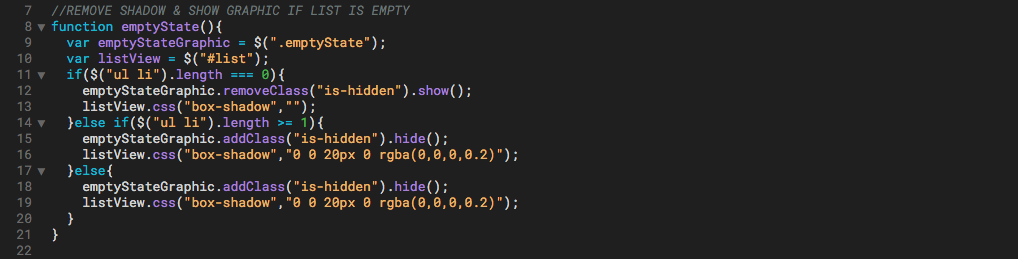 7 //REMOVE SHADOW & SHOW GRAPHIC IF LIST IS EMPTY
8 ▼ function emptyState(){
9 var emptyStateGraphic = $(".emptyState");
10 var listView = $("#list");
11 ▼ if($("ul li").length === 0){
12 emptyStateGraphic.removeClass("is-hidden").show();
13 listView.css("box-shadow","");
14 ▼ }else if($("ul li").length >= 1){
15 emptyStateGraphic.addClass("is-hidden").hide();
16 listView.css("box-shadow","0 0 20px 0 rgba(0,0,0,0.2)");
17 ▼ }else{
18 emptyStateGraphic.addClass("is-hidden").hide();
19 listView.css("box-shadow","0 0 20px 0 rgba(0,0,0,0.2)");
20 }
21 }
22